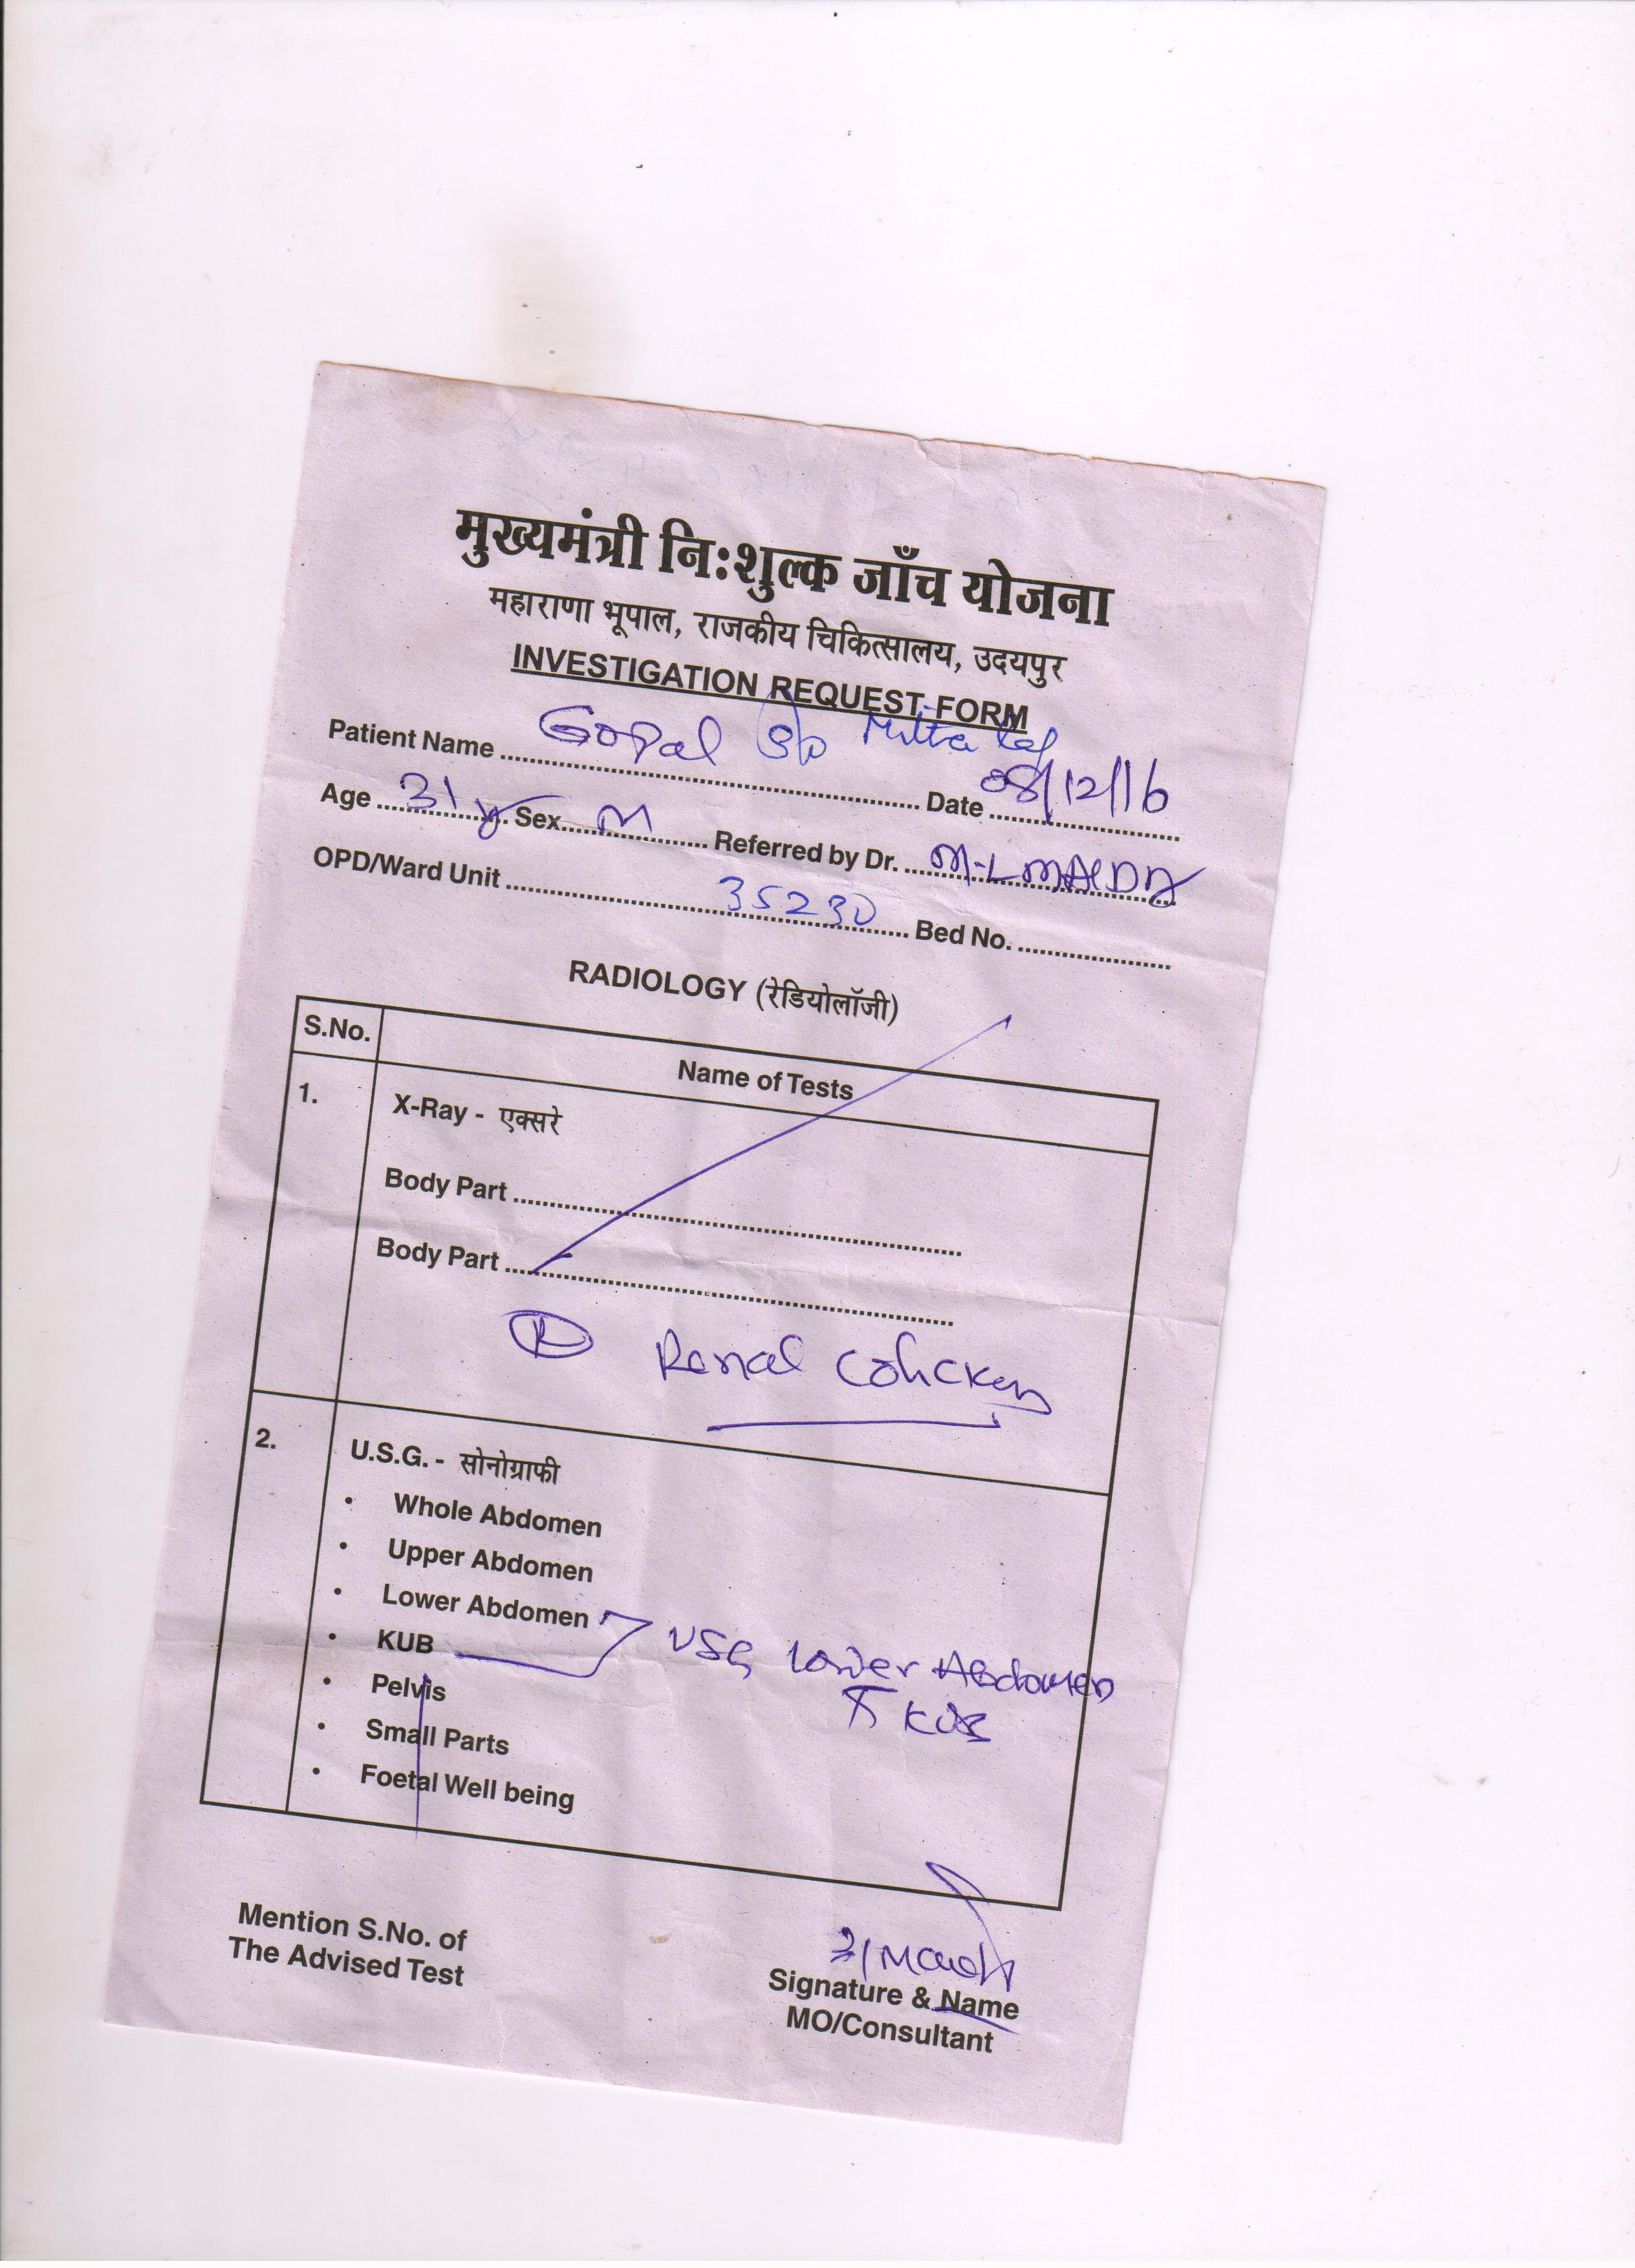 मुख्यमंत्री नि:शुल्क जाँच योजना
महाराणा भूपाल, राजकीय चिकित्सालय, उदयपुर
INVESTIGATION REQUEST FORM
Patient Name Gopal S/o Date 08/12/16
Age 31 y Sex M Referred by Dr. M.L
OPD/Ward Unit 35230 Bed No.
RADIOLOGY (रेडियोलॉजी)
S.No. Name of Tests
1. X-Ray - एक्सरे
Body Part
Body Part
Renal
2. U.S.G. - सोनोग्राफी
• Whole Abdomen
• Upper Abdomen
• Lower Abdomen
• KUB
USG Lower Abdomen
KUB
• Pelvis
• Small Parts
• Foetal Well being
Mention S.No. of
The Advised Test
Signature & Name
MO/Consultant